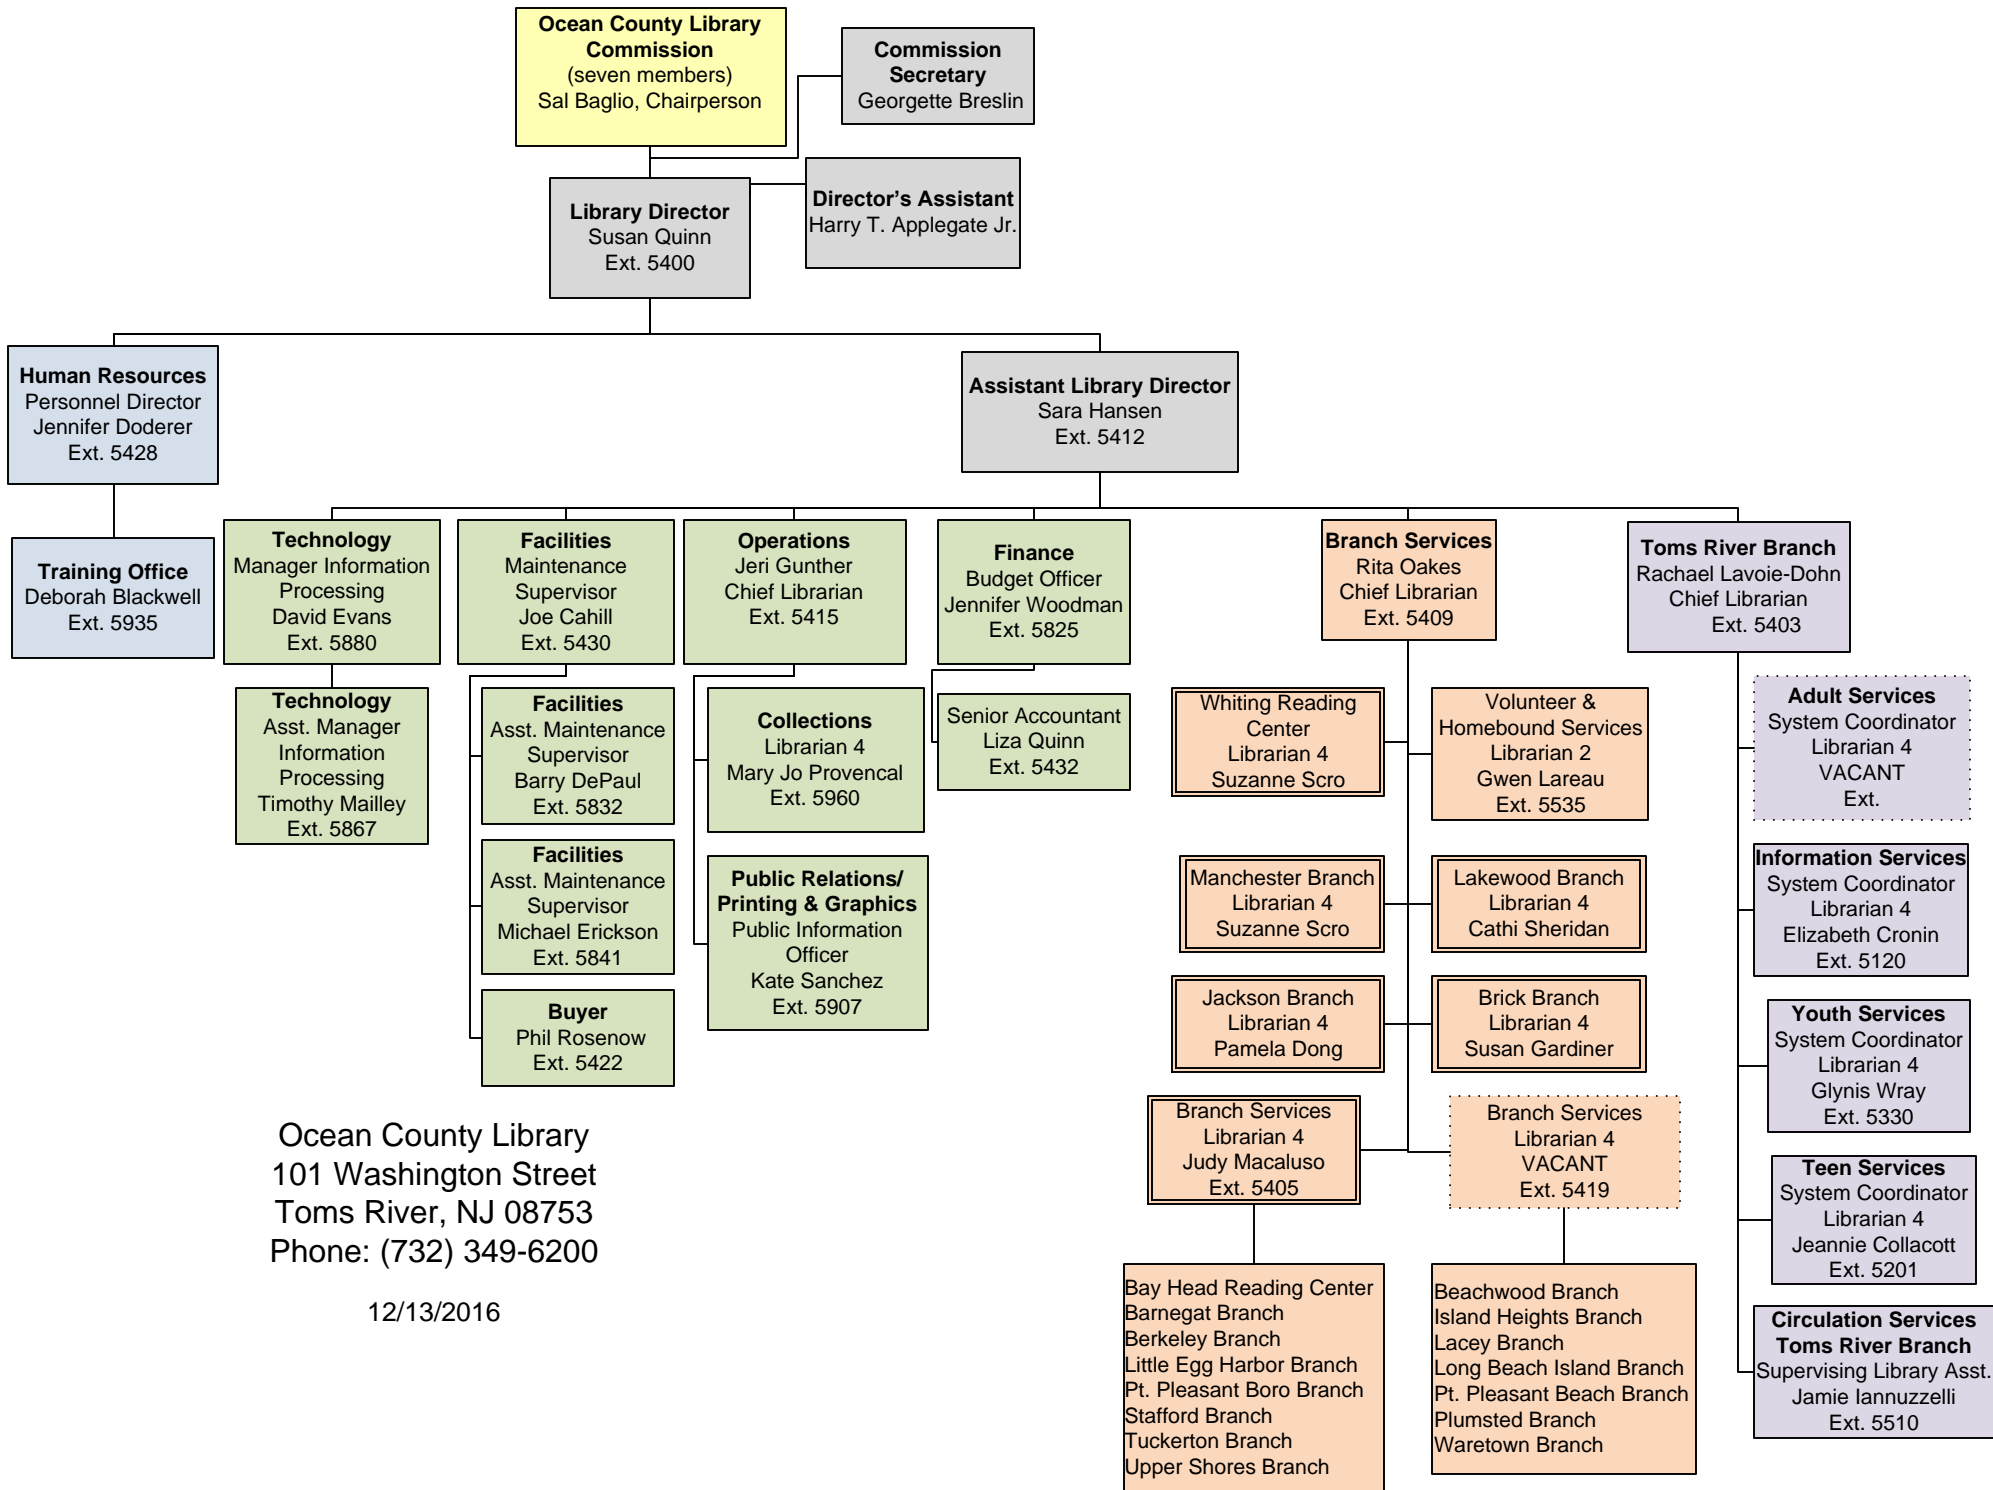 Ocean County Library
Commission
(seven members)
Sal Baglio, Chairperson
Commission
Secretary
Georgette Breslin
Library Director
Susan Quinn
Ext. 5400
Director's Assistant
Harry T. Applegate Jr.
Human Resources
Personnel Director
Jennifer Doderer
Ext. 5428
Assistant Library Director
Sara Hansen
Ext. 5412
Training Office
Deborah Blackwell
Ext. 5935
Technology
Manager Information
Processing
David Evans
Ext. 5880
Technology
Asst. Manager
Information
Processing
Timothy Mailley
Ext. 5867
Facilities
Maintenance
Supervisor
Joe Cahill
Ext. 5430
Facilities
Asst. Maintenance
Supervisor
Barry DePaul
Ext. 5832
Facilities
Asst. Maintenance
Supervisor
Michael Erickson
Ext. 5841
Buyer
Phil Rosenow
Ext. 5422
Operations
Jeri Gunther
Chief Librarian
Ext. 5415
Collections
Librarian 4
Mary Jo Provencal
Ext. 5960
Public Relations/
Printing & Graphics
Public Information
Officer
Kate Sanchez
Ext. 5907
Finance
Budget Officer
Jennifer Woodman
Ext. 5825
Senior Accountant
Liza Quinn
Ext. 5432
Branch Services
Rita Oakes
Chief Librarian
Ext. 5409
Whiting Reading
Center
Librarian 4
Suzanne Scro
Volunteer &
Homebound Services
Librarian 2
Gwen Lareau
Ext. 5535
Manchester Branch
Librarian 4
Suzanne Scro
Lakewood Branch
Librarian 4
Cathi Sheridan
Jackson Branch
Librarian 4
Pamela Dong
Brick Branch
Librarian 4
Susan Gardiner
Branch Services
Librarian 4
Judy Macaluso
Ext. 5405
Branch Services
Librarian 4
VACANT
Ext. 5419
Bay Head Reading Center
Barnegat Branch
Berkeley Branch
Little Egg Harbor Branch
Pt. Pleasant Boro Branch
Stafford Branch
Tuckerton Branch
Upper Shores Branch
Beachwood Branch
Island Heights Branch
Lacey Branch
Long Beach Island Branch
Pt. Pleasant Beach Branch
Plumsted Branch
Waretown Branch
Toms River Branch
Rachael Lavoie-Dohn
Chief Librarian
Ext. 5403
Adult Services
System Coordinator
Librarian 4
VACANT
Ext.
Information Services
System Coordinator
Librarian 4
Elizabeth Cronin
Ext. 5120
Youth Services
System Coordinator
Librarian 4
Glynis Wray
Ext. 5330
Teen Services
System Coordinator
Librarian 4
Jeannie Collacott
Ext. 5201
Circulation Services
Toms River Branch
Supervising Library Asst.
Jamie Iannuzzelli
Ext. 5510
Ocean County Library
101 Washington Street
Toms River, NJ 08753
Phone: (732) 349-6200
12/13/2016